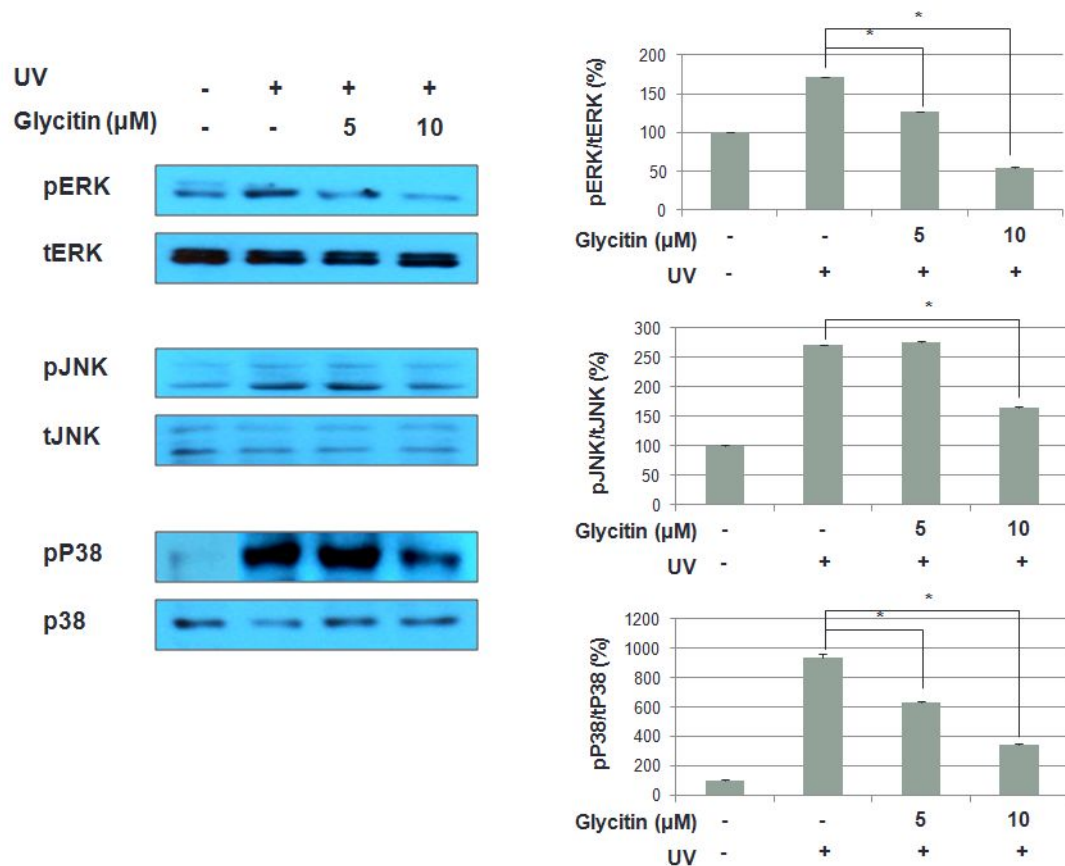 UV - + + +
Glycitin (µM) - - 5 10
pERK
tERK
pJNK
tJNK
pP38
p38
* *
pERK/tERK (%)
200
150
100
50
0
Glycitin (µM) - - 5 10
UV - + + +
*
pJNK/tJNK (%)
300
250
200
150
100
50
0
Glycitin (µM) - - 5 10
UV - + + +
* *
pP38/tP38 (%)
1200
1000
800
600
400
200
0
Glycitin (µM) - - 5 10
UV - + + +